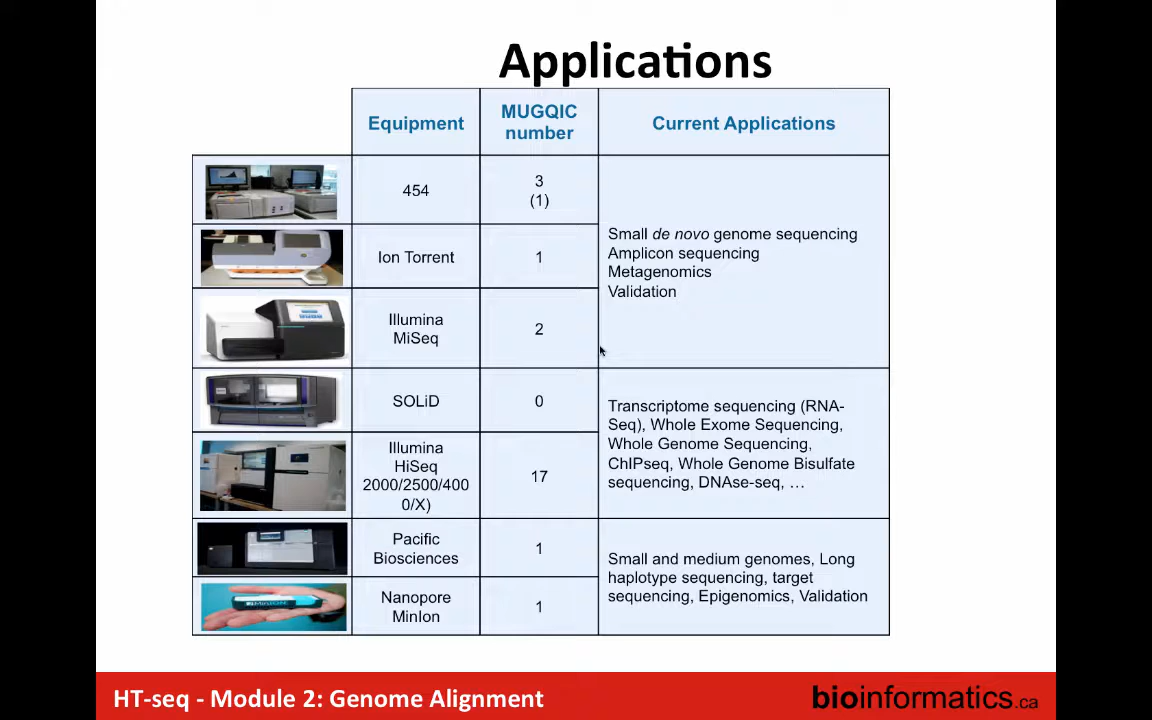 Applications
Equipment
MUGQIC
number
Current Applications
454
3
(1)
Small de novo genome sequencing
Amplicon sequencing
Metagenomics
Validation
Ion Torrent
1
Illumina
MiSeq
2
SOLiD
0
Transcriptome sequencing (RNA-
Seq), Whole Exome Sequencing,
Whole Genome Sequencing,
ChIPseq, Whole Genome Bisulfate
sequencing, DNAse-seq, …
Illumina
HiSeq
2000/2500/400
0/X)
17
Pacific
Biosciences
1
Small and medium genomes, Long
haplotype sequencing, target
sequencing, Epigenomics, Validation
MinION
Nanopore
MinIon
1
HT-seq - Module 2: Genome Alignment
bioinformatics.ca